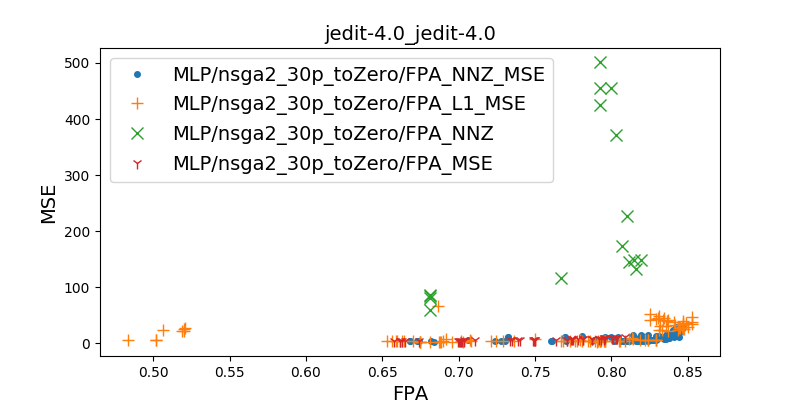 jedit-4.0_jedit-4.0
MLP/nsga2_30p_toZero/FPA_NNZ_MSE
MLP/nsga2_30p_toZero/FPA_L1_MSE
MLP/nsga2_30p_toZero/FPA_NNZ
MLP/nsga2_30p_toZero/FPA_MSE
MSE
500
400
300
200
100
0
0.50 0.55 0.60 0.65 0.70 0.75 0.80 0.85
FPA